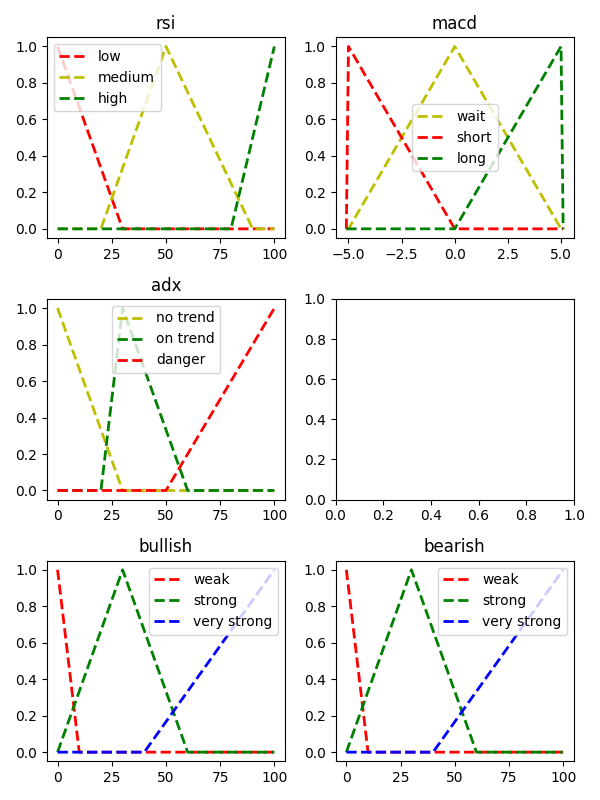 rsi
1.0
0.8
0.6
0.4
0.2
0.0
low
medium
high
0 25 50 75 100
macd
1.0
0.8
0.6
0.4
0.2
0.0
wait
short
long
−5.0 −2.5 0.0 2.5 5.0
adx
1.0
0.8
0.6
0.4
0.2
0.0
no trend
on trend
danger
0 25 50 75 100
1.0
0.8
0.6
0.4
0.2
0.0
0.0 0.2 0.4 0.6 0.8 1.0
bullish
1.0
0.8
0.6
0.4
0.2
0.0
weak
strong
very strong
0 25 50 75 100
bearish
1.0
0.8
0.6
0.4
0.2
0.0
weak
strong
very strong
0 25 50 75 100